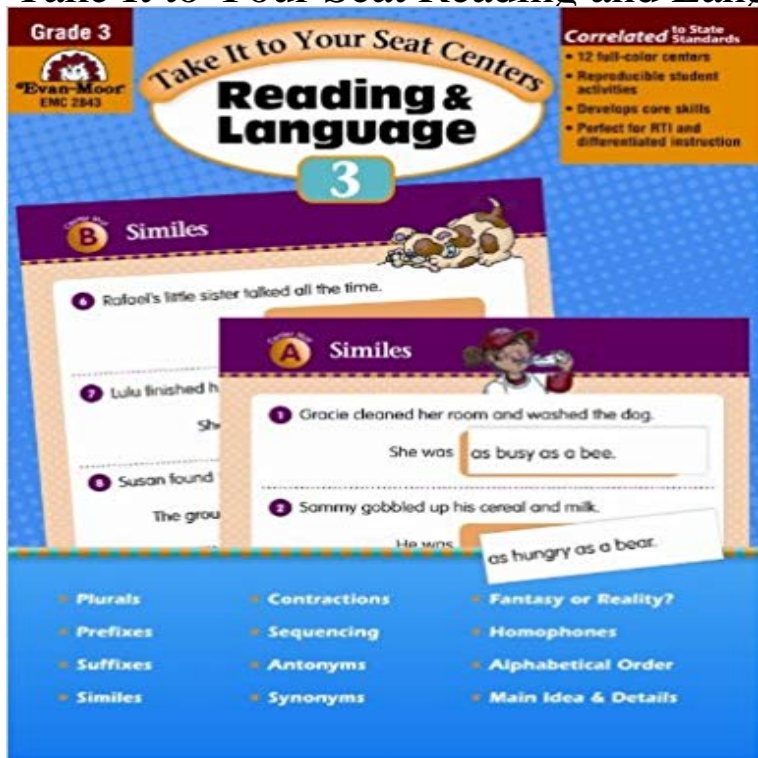 Grade 3
Evan-Moor
EMC 2843
Take It to Your Seat Centers
Reading &
Language
3
Correlated to State Standards
• 12 full-color centers
• Reproducible student
activities
• Develops core skills
• Perfect for RTI and
differentiated instruction
B Similes
6 Rafael's little sister talked all the time.
7 Lulu finished h
Sh
8 Susan found
The grou
A Similes
1 Gracie cleaned her room and washed the dog.
She was as busy as a bee.
2 Sammy gobbled up his cereal and milk.
He was
as hungry as a bear.
• Plurals
• Prefixes
• Suffixes
• Similes
• Contractions
• Sequencing
• Antonyms
• Synonyms
• Fantasy or Reality?
• Homophones
• Alphabetical Order
• Main Idea & Details